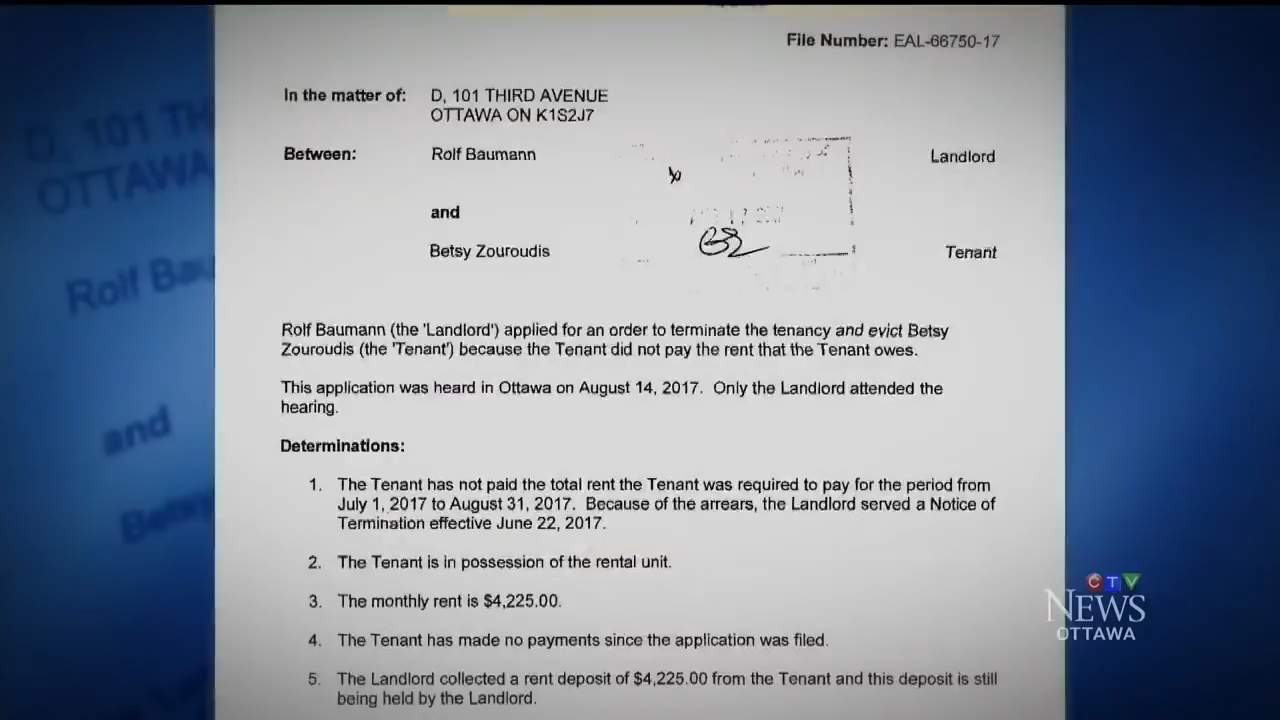 File Number: EAL-66750-17
In the matter of: D, 101 THIRD AVENUE
OTTAWA ON K1S2J7
Between: Rolf Baumann Landlord
and
Betsy Zouroudis Tenant
Rolf Baumann (the 'Landlord') applied for an order to terminate the tenancy and evict Betsy
Zouroudis (the 'Tenant') because the Tenant did not pay the rent that the Tenant owes.
This application was heard in Ottawa on August 14, 2017. Only the Landlord attended the
hearing.
Determinations:
1. The Tenant has not paid the total rent the Tenant was required to pay for the period from
July 1, 2017 to August 31, 2017. Because of the arrears, the Landlord served a Notice of
Termination effective June 22, 2017.
2. The Tenant is in possession of the rental unit.
3. The monthly rent is $4,225.00.
4. The Tenant has made no payments since the application was filed.
5. The Landlord collected a rent deposit of $4,225.00 from the Tenant and this deposit is still
being held by the Landlord.
D, 101 TH
OTTAWA
Rolf Bau
and
Betsy
CTV
NEWS
OTTAWA